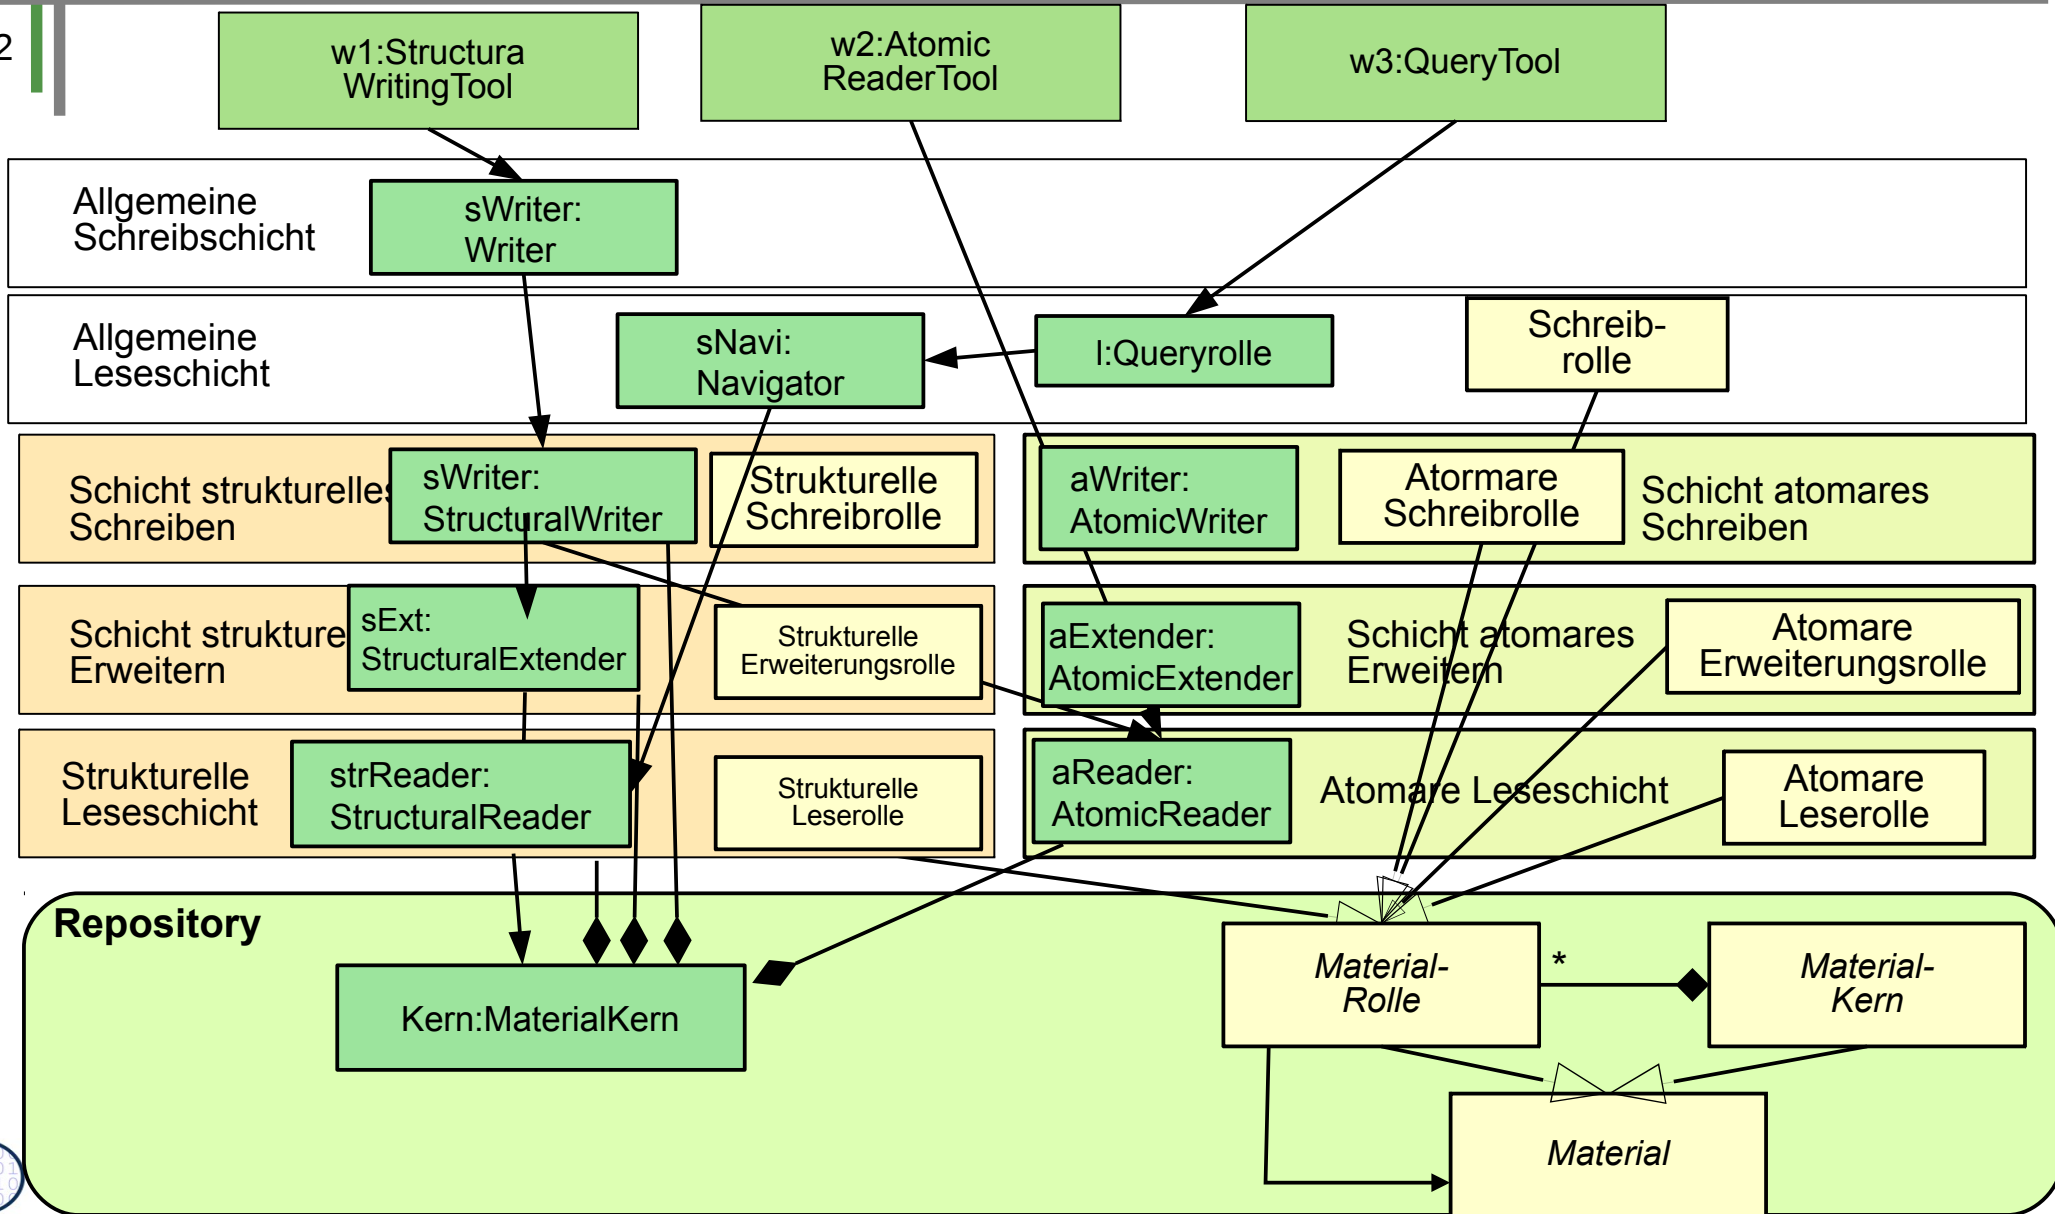 2
w1:Structura
WritingTool
w2:Atomic
ReaderTool
w3:QueryTool
Allgemeine
Schreibschicht
sWriter:
Writer
Allgemeine
Leseschicht
sNavi:
Navigator
l:Queryrolle
Schreib-
rolle
Schicht strukturelles
Schreiben
sWriter:
StructuralWriter
Strukturelle
Schreibrolle
aWriter:
AtomicWriter
Atormare
Schreibrolle
Schicht atomares
Schreiben
Schicht strukture
Erweitern
sExt:
StructuralExtender
Strukturelle
Erweiterungsrolle
aExtender:
AtomicExtender
Schicht atomares
Erweitern
Atomare
Erweiterungsrolle
Strukturelle
Leseschicht
strReader:
StructuralReader
Strukturelle
Leserolle
aReader:
AtomicReader
Atomare Leseschicht
Atomare
Leserolle
Repository
Kern:MaterialKern
Material-
Rolle
*
Material-
Kern
Material